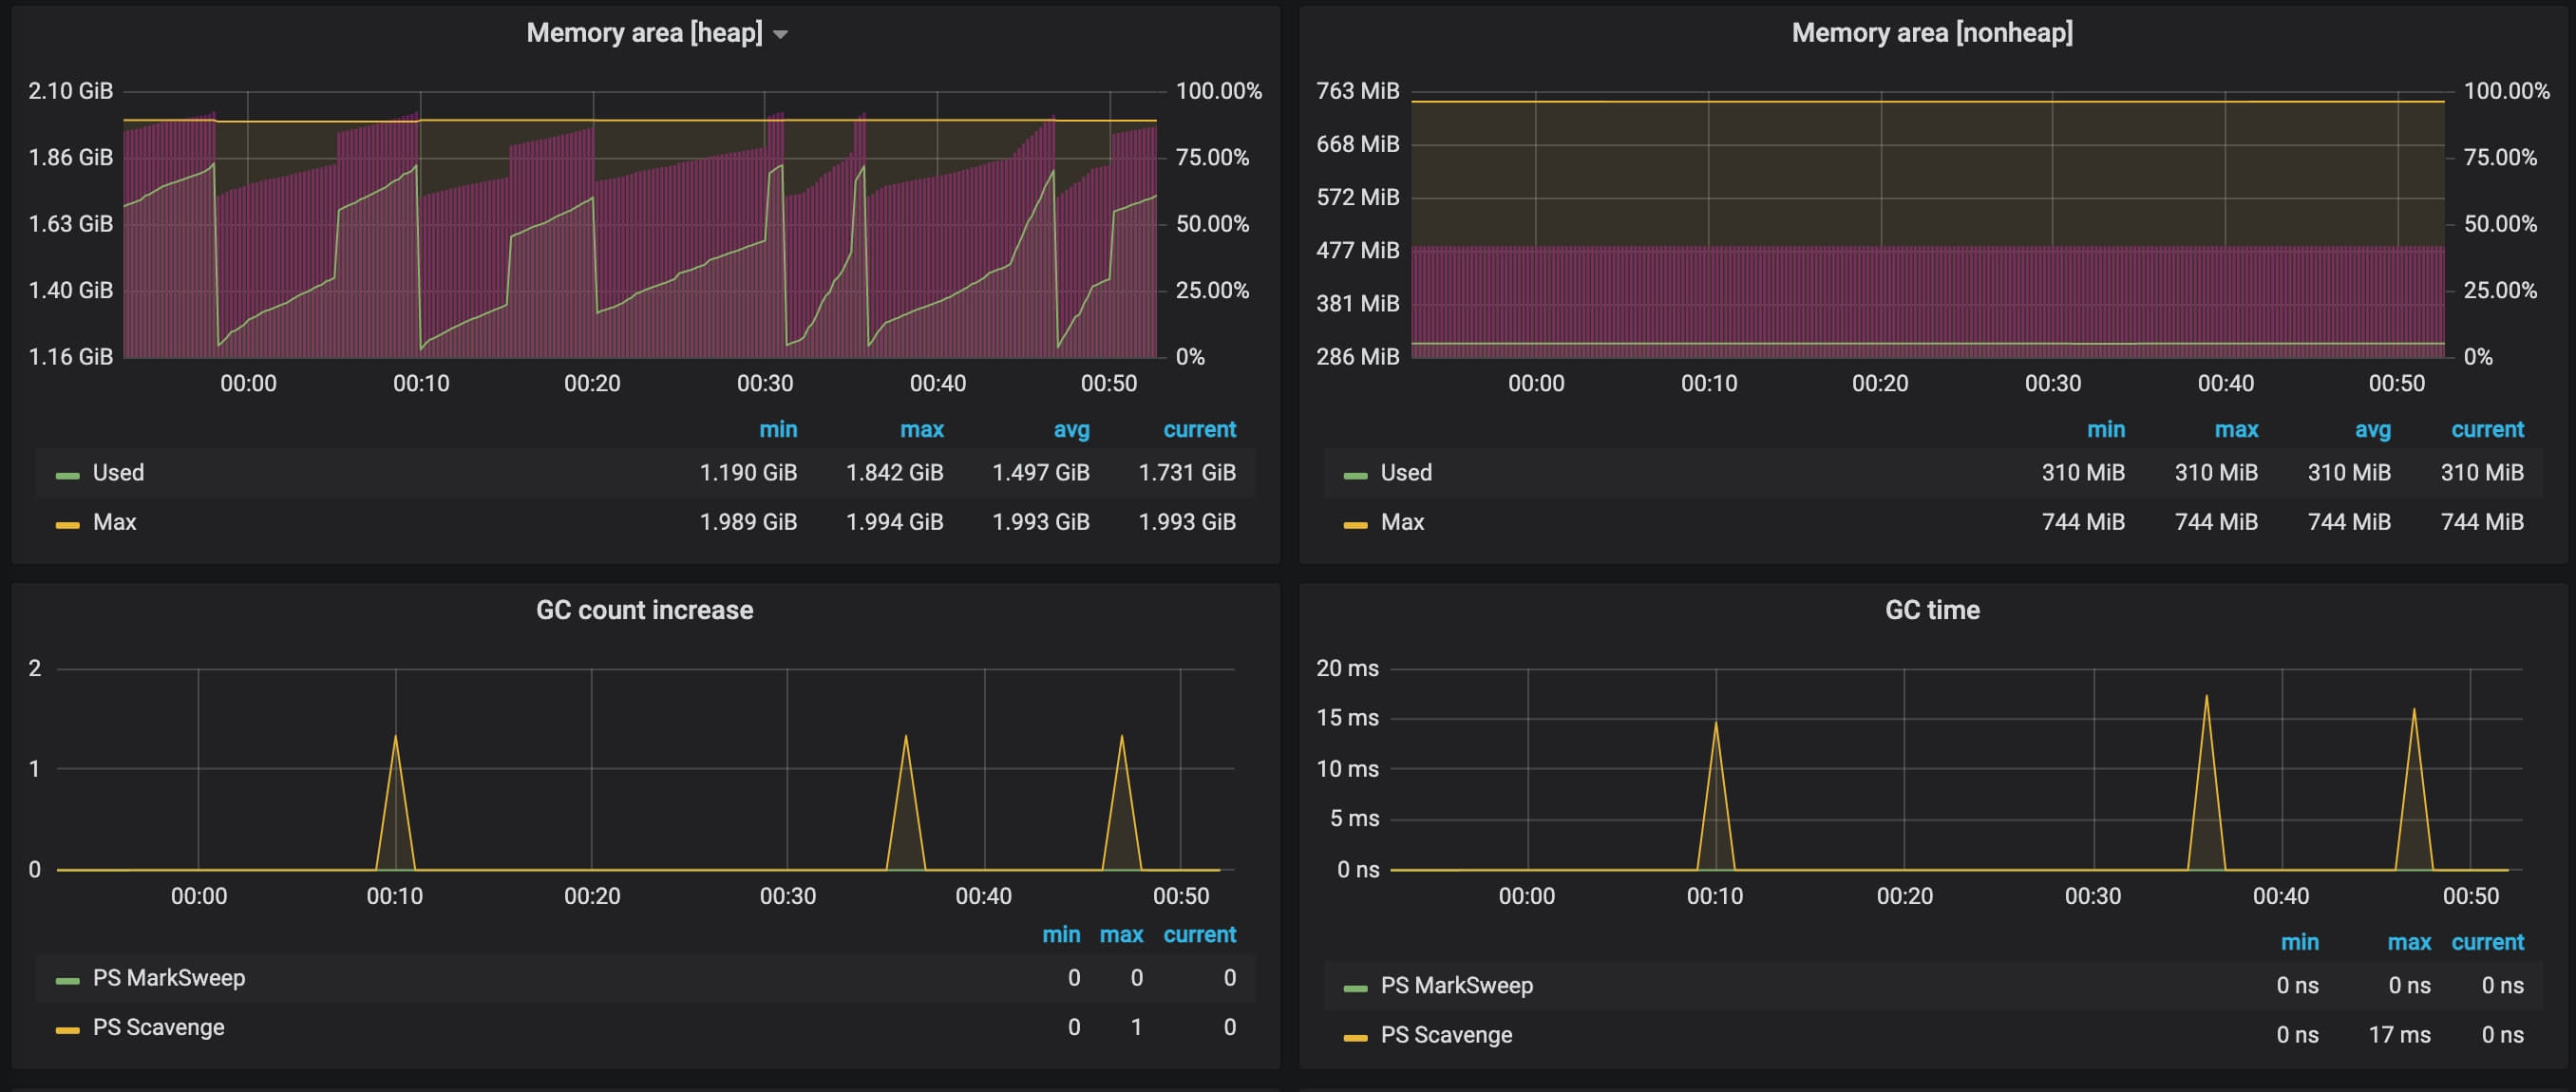 Memory area [heap]
2.10 GiB
1.86 GiB
1.63 GiB
1.40 GiB
1.16 GiB
100.00%
75.00%
50.00%
25.00%
0%
00:00 00:10 00:20 00:30 00:40 00:50
min max avg current
Used 1.190 GiB 1.842 GiB 1.497 GiB 1.731 GiB
Max 1.989 GiB 1.994 GiB 1.993 GiB 1.993 GiB
Memory area [nonheap]
763 MiB
668 MiB
572 MiB
477 MiB
381 MiB
286 MiB
100.00%
75.00%
50.00%
25.00%
0%
00:00 00:10 00:20 00:30 00:40 00:50
min max avg current
Used 310 MiB 310 MiB 310 MiB 310 MiB
Max 744 MiB 744 MiB 744 MiB 744 MiB
GC count increase
2
1
0
00:00 00:10 00:20 00:30 00:40 00:50
min max current
PS MarkSweep 0 0 0
PS Scavenge 0 1 0
GC time
20 ms
15 ms
10 ms
5 ms
0 ns
00:00 00:10 00:20 00:30 00:40 00:50
min max current
PS MarkSweep 0 ns 0 ns 0 ns
PS Scavenge 0 ns 17 ms 0 ns